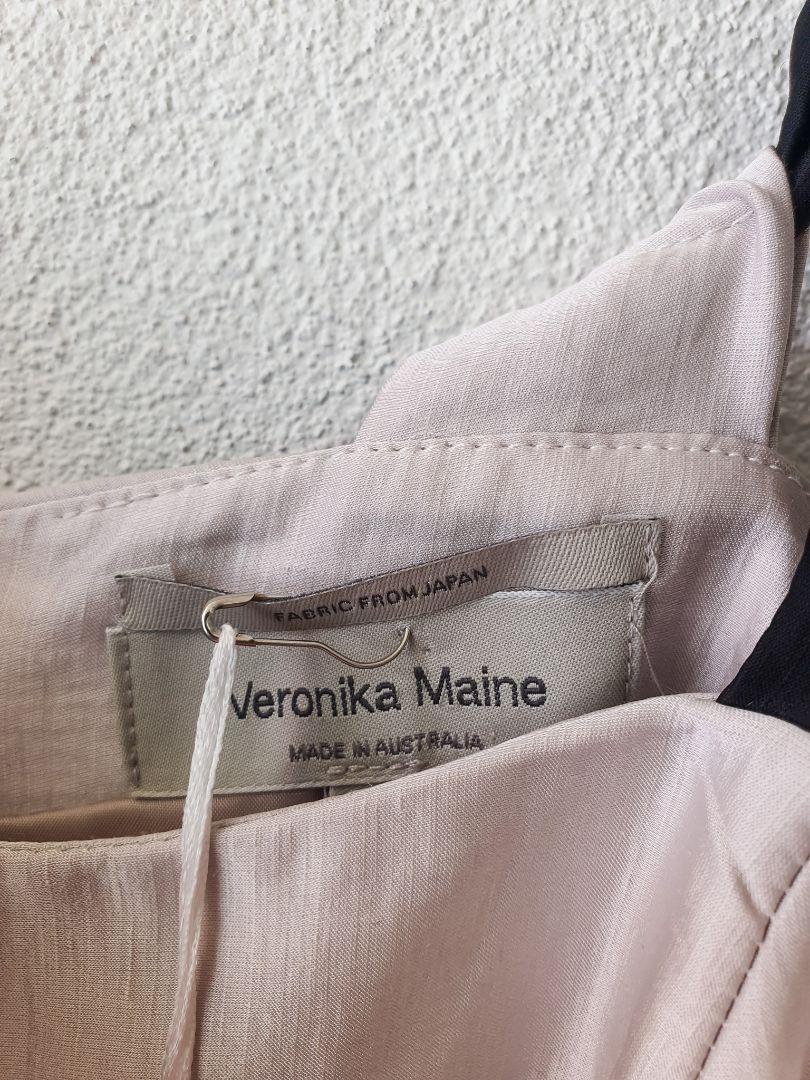 FABRIC FROM JAPAN
Veronika Maine
MADE IN AUSTRALIA